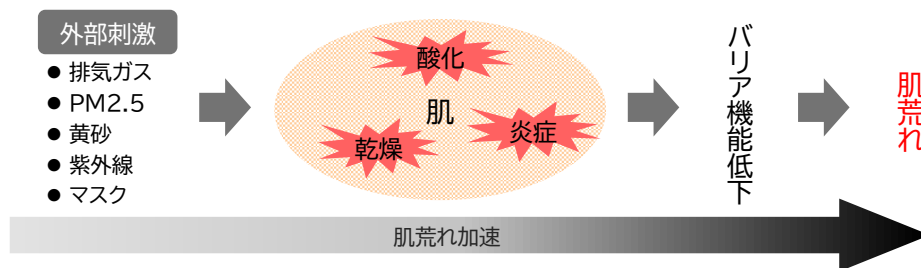 外部刺激
● 排気ガス
● PM2.5
● 黄砂
● 紫外線
● マスク
酸化
肌
乾燥
炎症
バリア機能低下
肌荒れ
肌荒れ加速